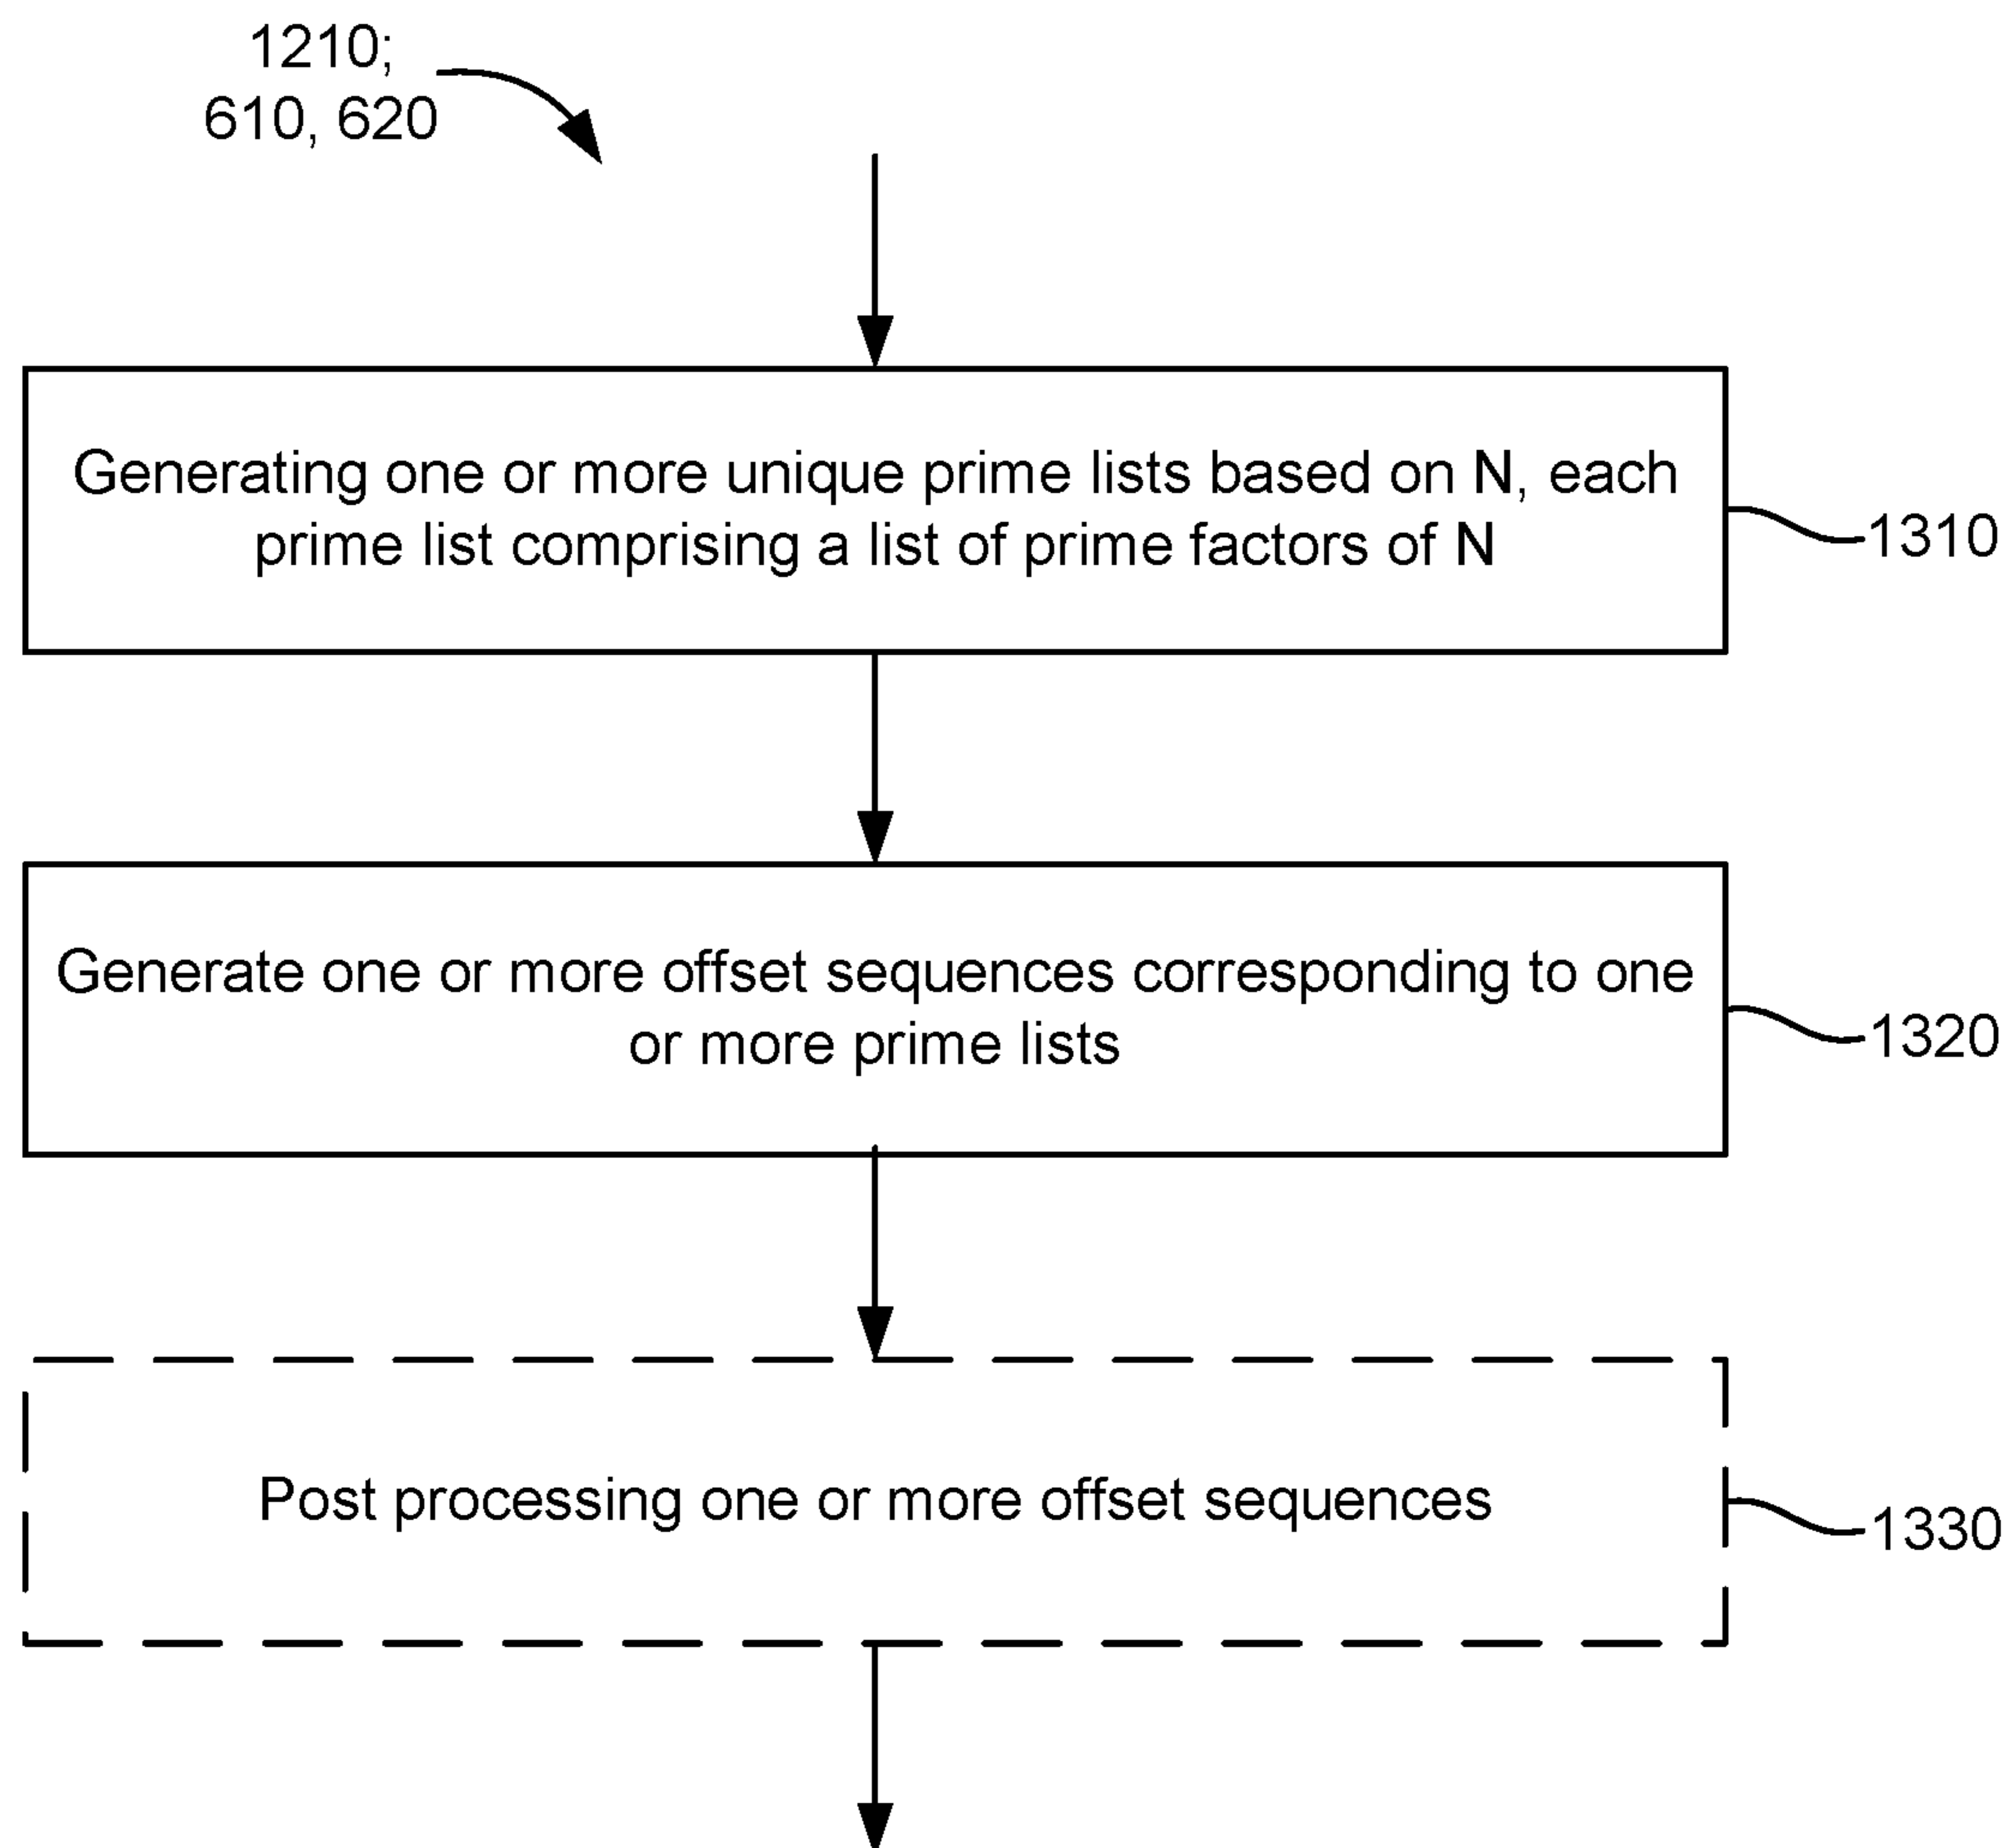 1210;
610, 620
Generating one or more unique prime lists based on N, each
prime list comprising a list of prime factors of N
1310
Generate one or more offset sequences corresponding to one
or more prime lists
1320
Post processing one or more offset sequences
1330